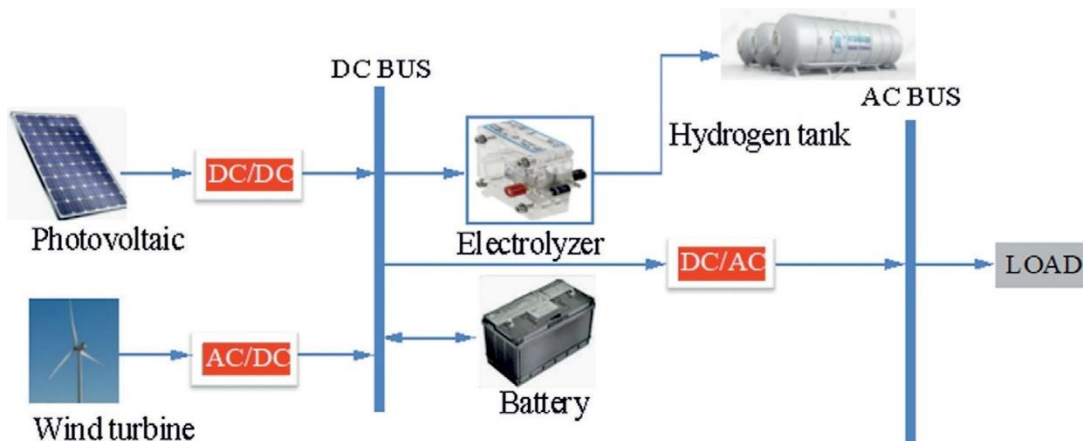 DC BUS
AC BUS
Hydrogen tank
DC/DC
Photovoltaic
Electrolyzer
DC/AC
LOAD
AC/DC
Battery
Wind turbine